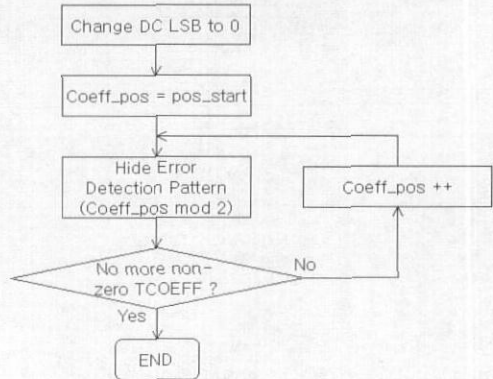 Change DC LSB to 0
Coeff_pos = pos_start
Hide Error
Detection Pattern
(Coeff_pos mod 2)
Coeff_pos ++
No more non-
zero TCOEFF ?
No
Yes
END